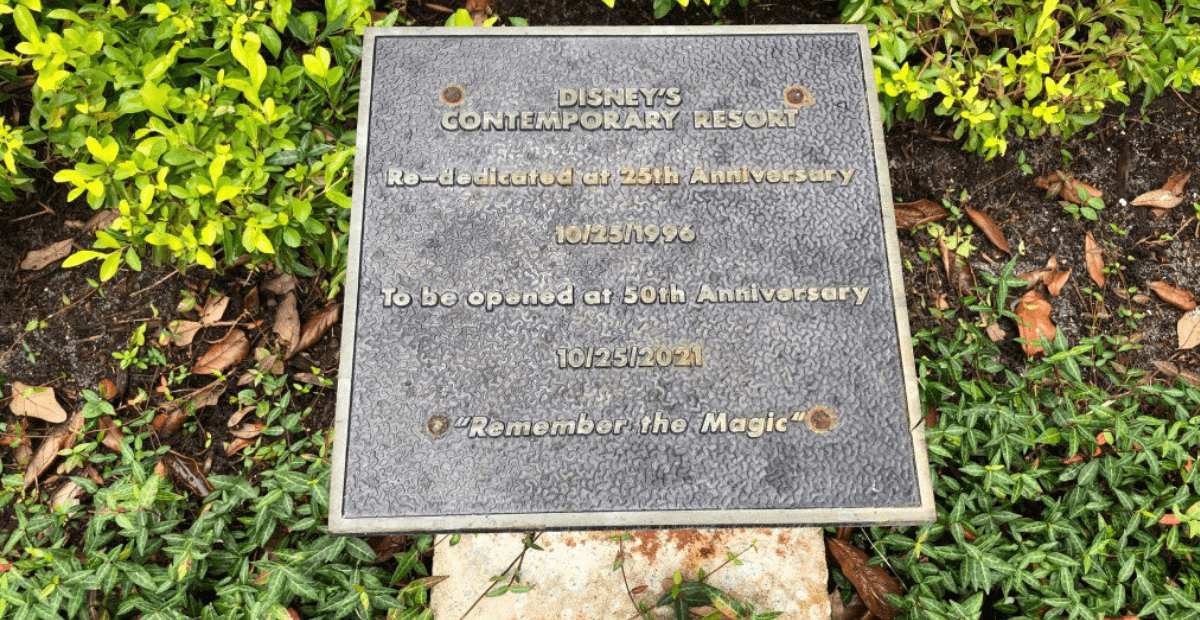 DISNEY'S
CONTEMPORARY RESORT
Re-dedicated at 25th Anniversary
10/25/1996
To be opened at 50th Anniversary
10/25/2021
"Remember the Magic"